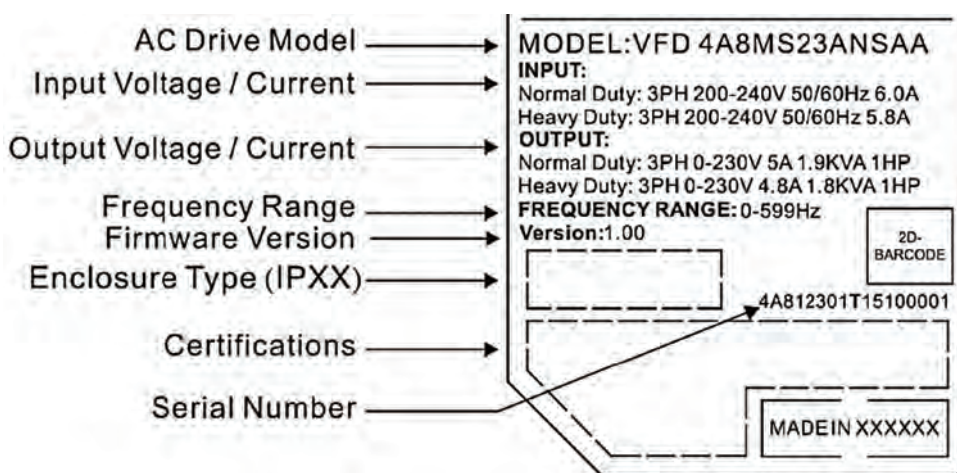 AC Drive Model
Input Voltage / Current
Output Voltage / Current
Frequency Range
Firmware Version
Enclosure Type (IPXX)
Certifications
Serial Number
MODEL:VFD 4A8MS23ANSAA
INPUT:
Normal Duty: 3PH 200-240V 50/60Hz 6.0A
Heavy Duty: 3PH 200-240V 50/60Hz 5.8A
OUTPUT:
Normal Duty: 3PH 0-230V 5A 1.9KVA 1HP
Heavy Duty: 3PH 0-230V 4.8A 1.8KVA 1HP
FREQUENCY RANGE: 0-599Hz
Version:1.00
2D-
BARCODE
4A812301T15100001
MADE IN XXXXXX